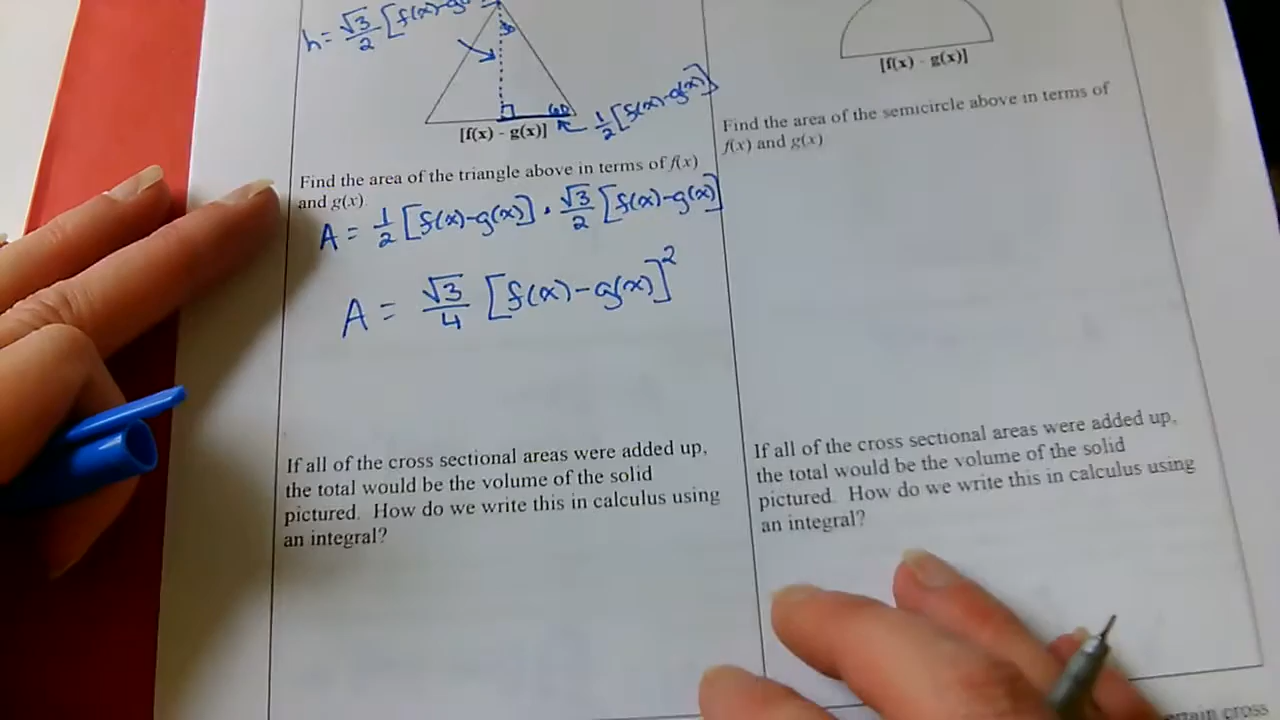 h = √3/2 [f(x)-g
60
½[f(x)-g(x)]
[f(x) - g(x)]
Find the area of the triangle above in terms of f(x)
and g(x).
A = ½ [f(x)-g(x)] · √3/2 [f(x)-g(x)]
A = √3/4 [f(x)-g(x)]²
If all of the cross sectional areas were added up,
the total would be the volume of the solid
pictured. How do we write this in calculus using
an integral?
[f(x) - g(x)]
Find the area of the semicircle above in terms of
f(x) and g(x)
If all of the cross sectional areas were added up,
the total would be the volume of the solid
pictured. How do we write this in calculus using
an integral?
cross